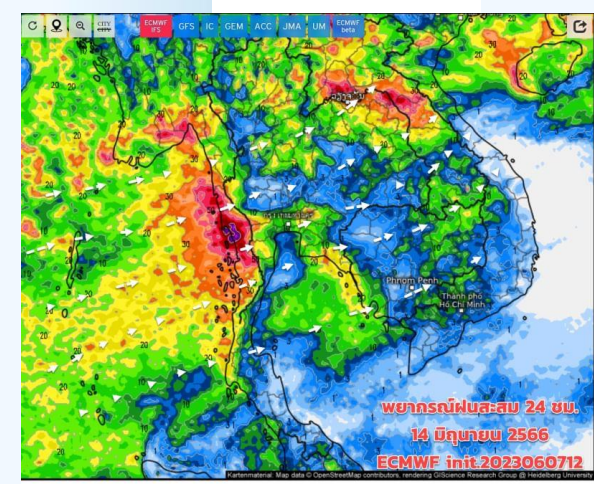 CITY
CITY
ECMWF
IFS
GFS
IC
GEM
ACC
JMA
UM
ECMWF
beta
Phnom Penh
Thành phố
Hồ Chí Minh
พยากรณ์ฝนสะสม 24 ชม.
14 มิถุนายน 2566
ECMWF init.2023060712
Kartenmaterial: Map data © OpenStreetMap contributors, rendering GIScience Research Group @ Heidelberg University